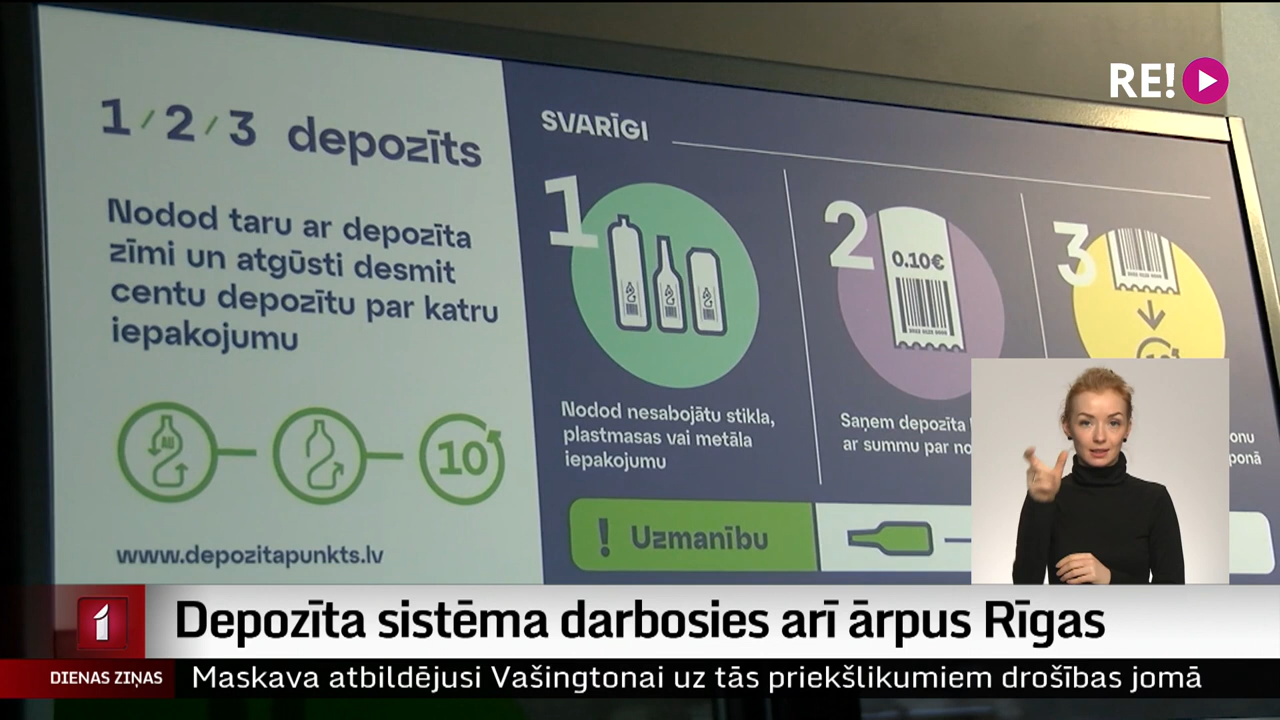 RE!
1/2/3 depozīts
Nodod taru ar depozīta
zīmi un atgūsti desmit
centu depozītu par katru
iepakojumu
10
www.depozitapunkts.lv
SVARĪGI
1
Nodod nesabojātu stikla,
plastmasas vai metāla
iepakojumu
2
0.10€
Saņem depozīta
ar summu par
3
! Uzmanību
1
Depozīta sistēma darbosies arī ārpus Rīgas
DIENAS ZIŅAS
Maskava atbildējusi Vašingtonai uz tās priekšlikumiem drošības jomā